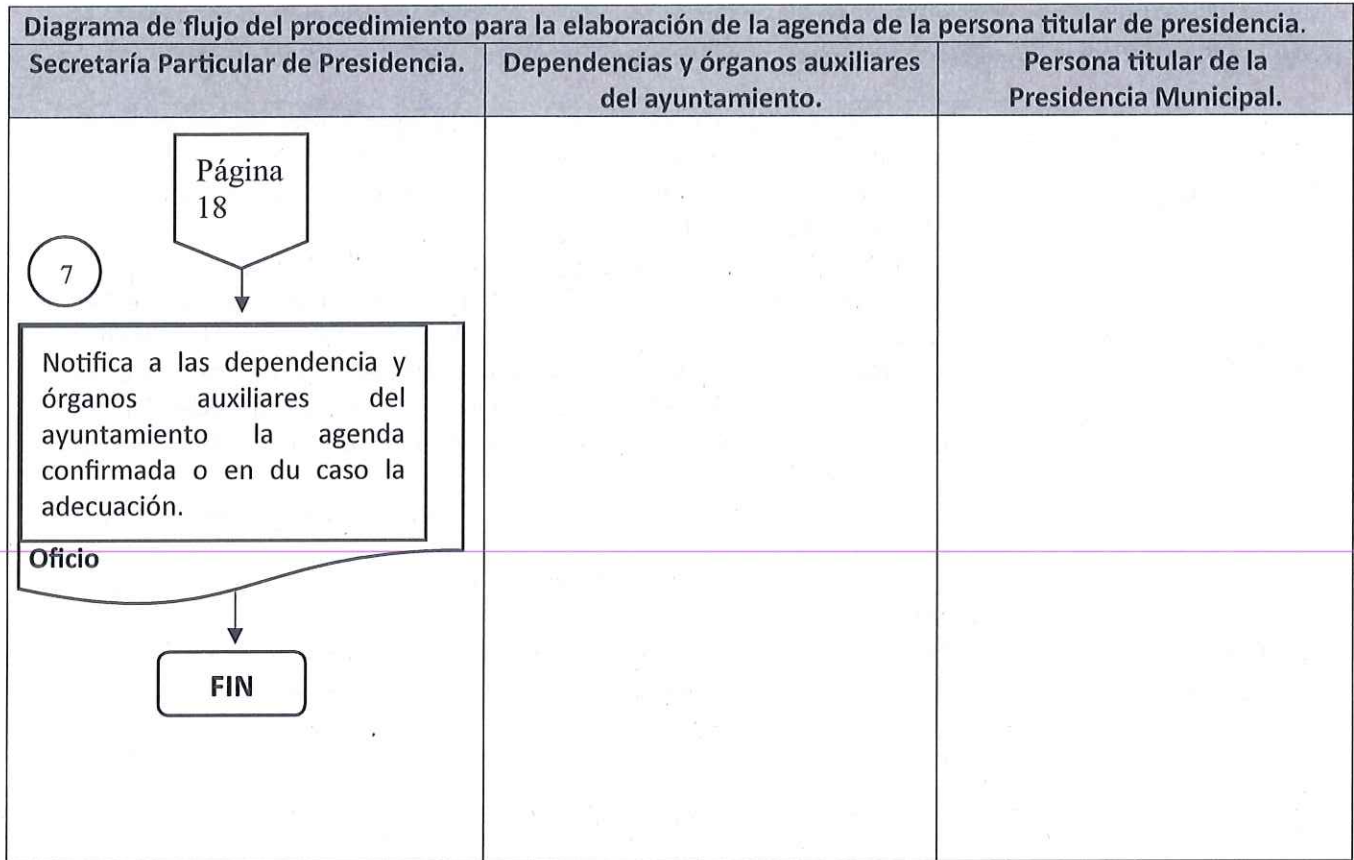 Diagrama de flujo del procedimiento para la elaboración de la agenda de la persona titular de presidencia.
Secretaría Particular de Presidencia.
Dependencias y órganos auxiliares
del ayuntamiento.
Persona titular de la
Presidencia Municipal.
Página
18
7
Notifica a las dependencia y
órganos auxiliares del
ayuntamiento la agenda
confirmada o en du caso la
adecuación.
Oficio
FIN